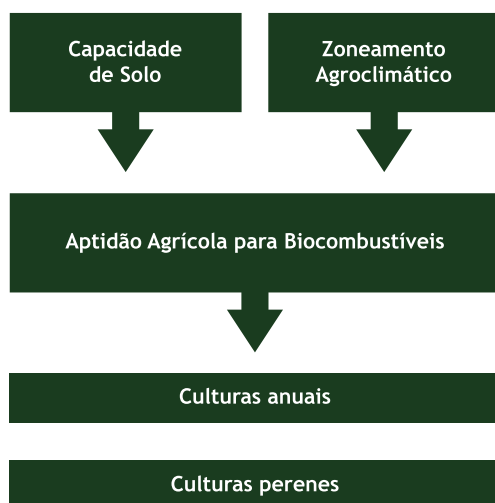 Capacidade
de Solo
Zoneamento
Agroclimático
Aptidão Agrícola para Biocombustíveis
Culturas anuais
Culturas perenes